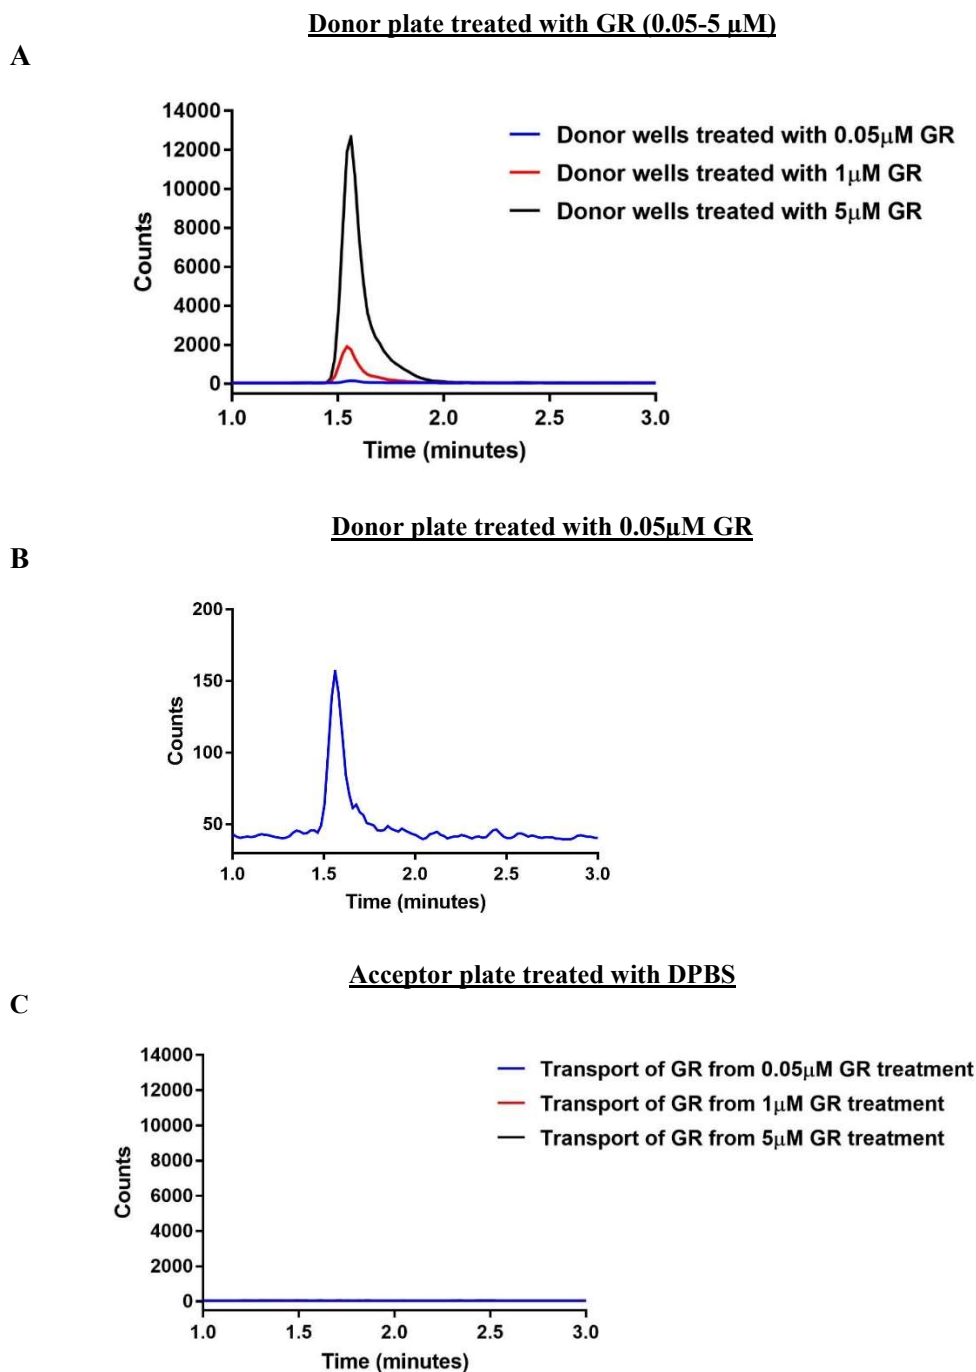 Donor plate treated with GR (0.05-5 µM)
A
14000
12000
10000
8000
6000
4000
2000
0
Counts
Donor wells treated with 0.05µM GR
Donor wells treated with 1µM GR
Donor wells treated with 5µM GR
1.0 1.5 2.0 2.5 3.0
Time (minutes)
Donor plate treated with 0.05µM GR
B
200
150
100
50
Counts
1.0 1.5 2.0 2.5 3.0
Time (minutes)
Acceptor plate treated with DPBS
C
14000
12000
10000
8000
6000
4000
2000
0
Counts
Transport of GR from 0.05µM GR treatment
Transport of GR from 1µM GR treatment
Transport of GR from 5µM GR treatment
1.0 1.5 2.0 2.5 3.0
Time (minutes)